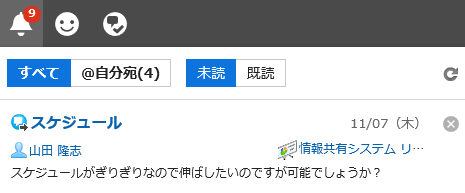 9
すべて @自分宛(4) 未読 既読
スケジュール 11/07（木）
山田 隆志 情報共有システム リ…
スケジュールがぎりぎりなので伸ばしたいのですが可能でしょうか？